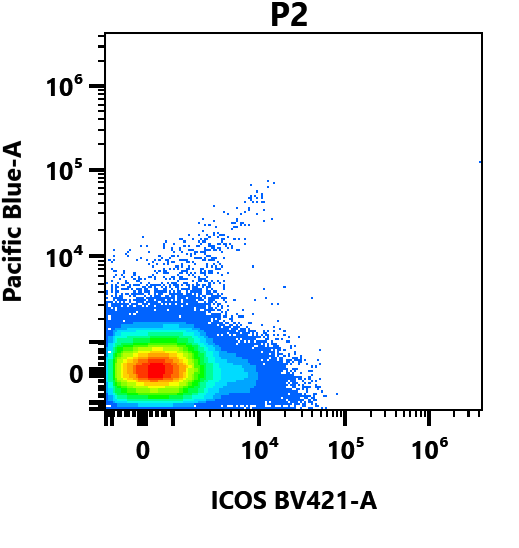 P2
10⁶
10⁵
10⁴
0
Pacific Blue-A
0 10⁴ 10⁵ 10⁶
ICOS BV421-A